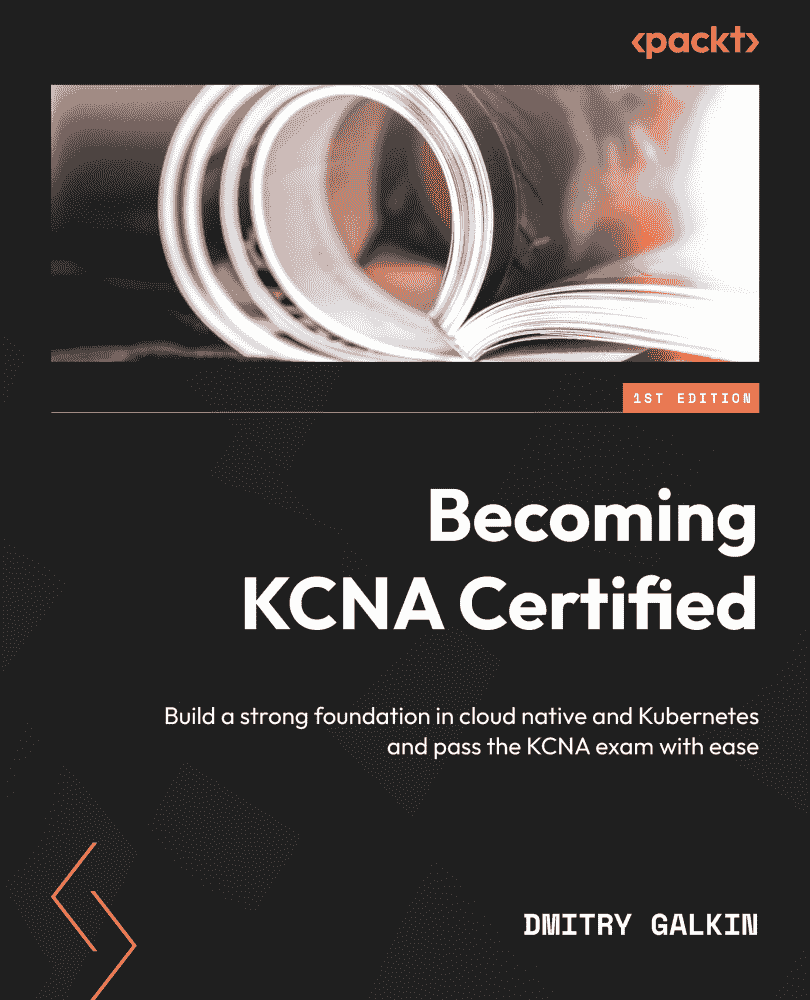 <packt>
1ST EDITION
Becoming
KCNA Certified
Build a strong foundation in cloud native and Kubernetes
and pass the KCNA exam with ease
DMITRY GALKIN